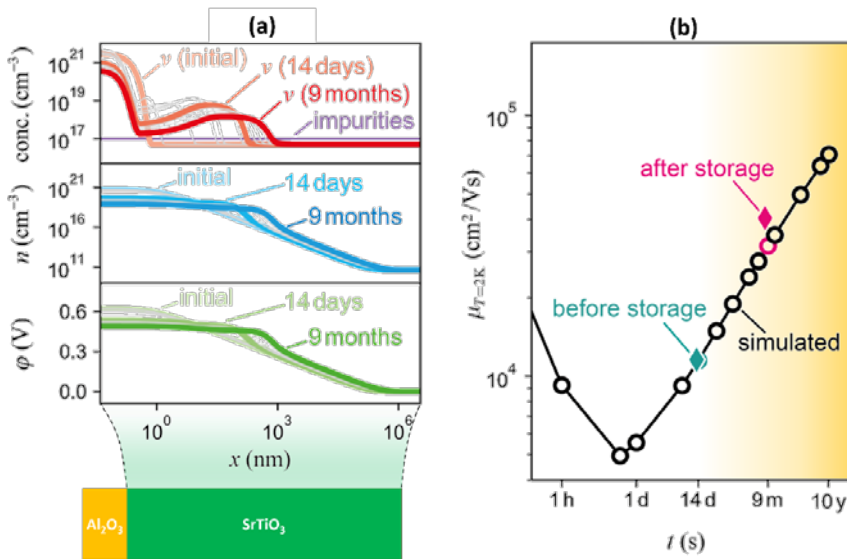 (a)
conc. (cm⁻³)
10²¹
10¹⁹
10¹⁷
v (initial)
v (14 days)
v (9 months)
impurities
n (cm⁻³)
10²¹
10¹⁶
10¹¹
initial
14 days
9 months
φ (V)
0.6
0.3
0.0
initial
14 days
9 months
10⁰
10³
10⁶
x (nm)
Al₂O₃
SrTiO₃
(b)
μT=2K (cm²/Vs)
10⁵
10⁴
after storage
before storage
simulated
1 h
1 d
14 d
9 m
10 y
t (s)